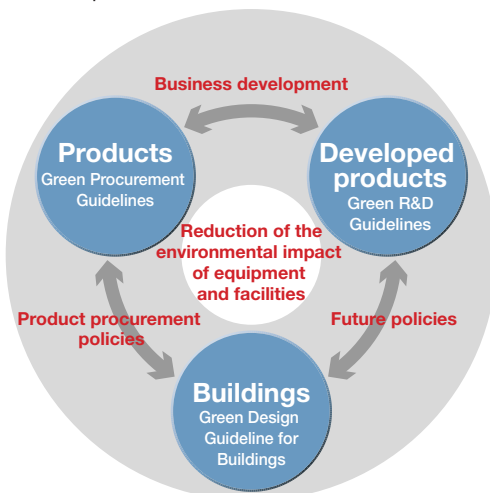 Business development
Products
Green Procurement
Guidelines
Developed
products
Green R&D
Guidelines
Reduction of the
environmental impact
of equipment
and facilities
Product procurement
policies
Future policies
Buildings
Green Design
Guideline for
Buildings